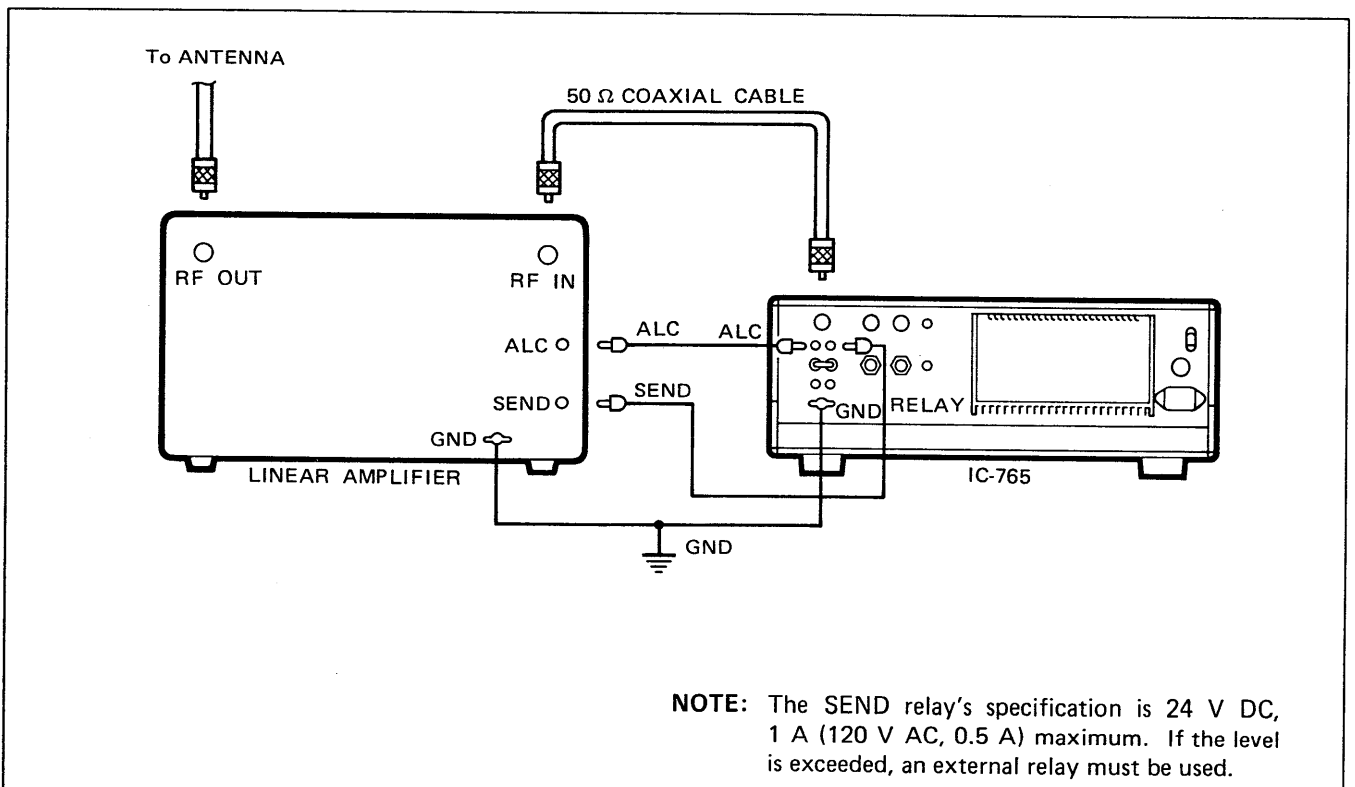 To ANTENNA
50 Ω COAXIAL CABLE
RF OUT
RF IN
ALC
ALC
ALC
SEND
SEND
GND
GND
RELAY
LINEAR AMPLIFIER
IC-765
GND
NOTE: The SEND relay's specification is 24 V DC,
1 A (120 V AC, 0.5 A) maximum. If the level
is exceeded, an external relay must be used.